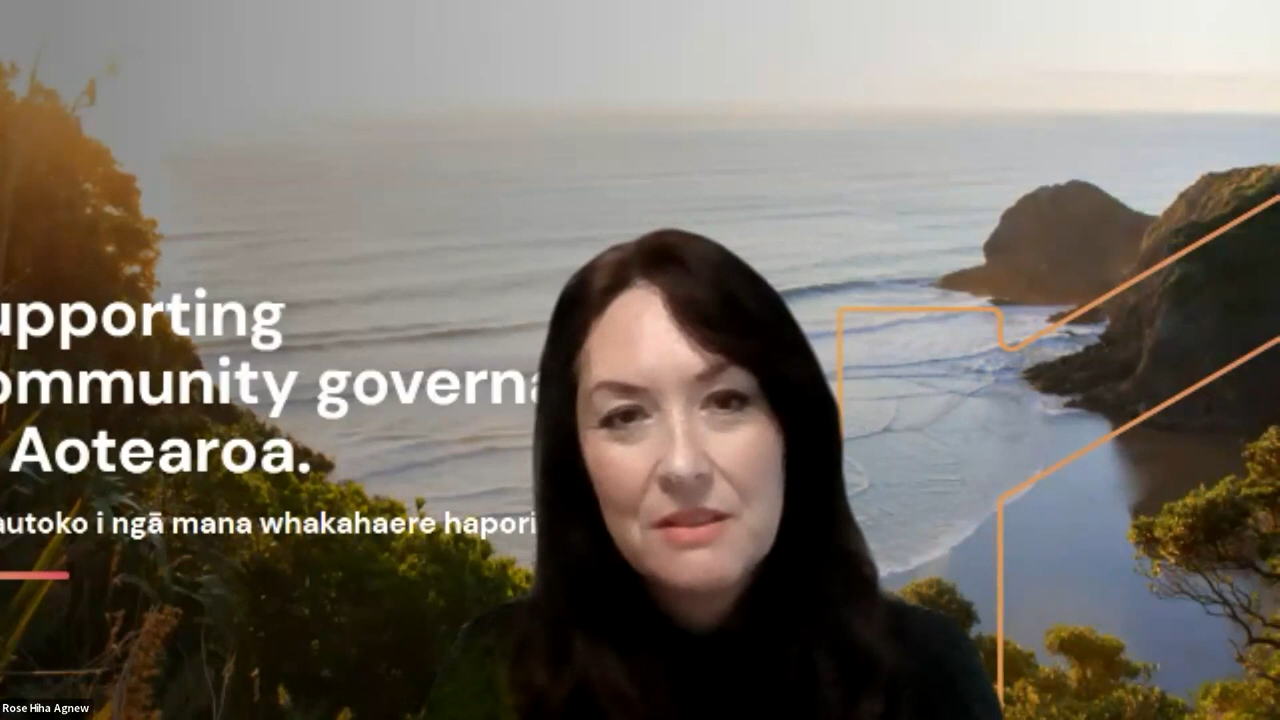 upporting
ommunity governa
Aotearoa.
autoko i ngā mana whakahaere hapori
Rose Hiha Agnew